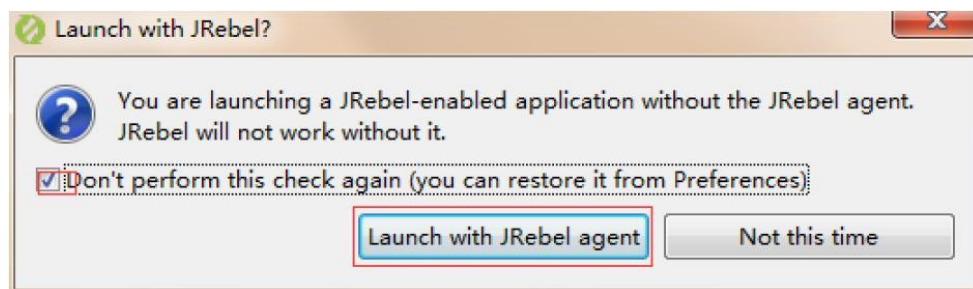 Launch with JRebel?
You are launching a JRebel-enabled application without the JRebel agent.
JRebel will not work without it.
Don't perform this check again (you can restore it from Preferences)
Launch with JRebel agent
Not this time